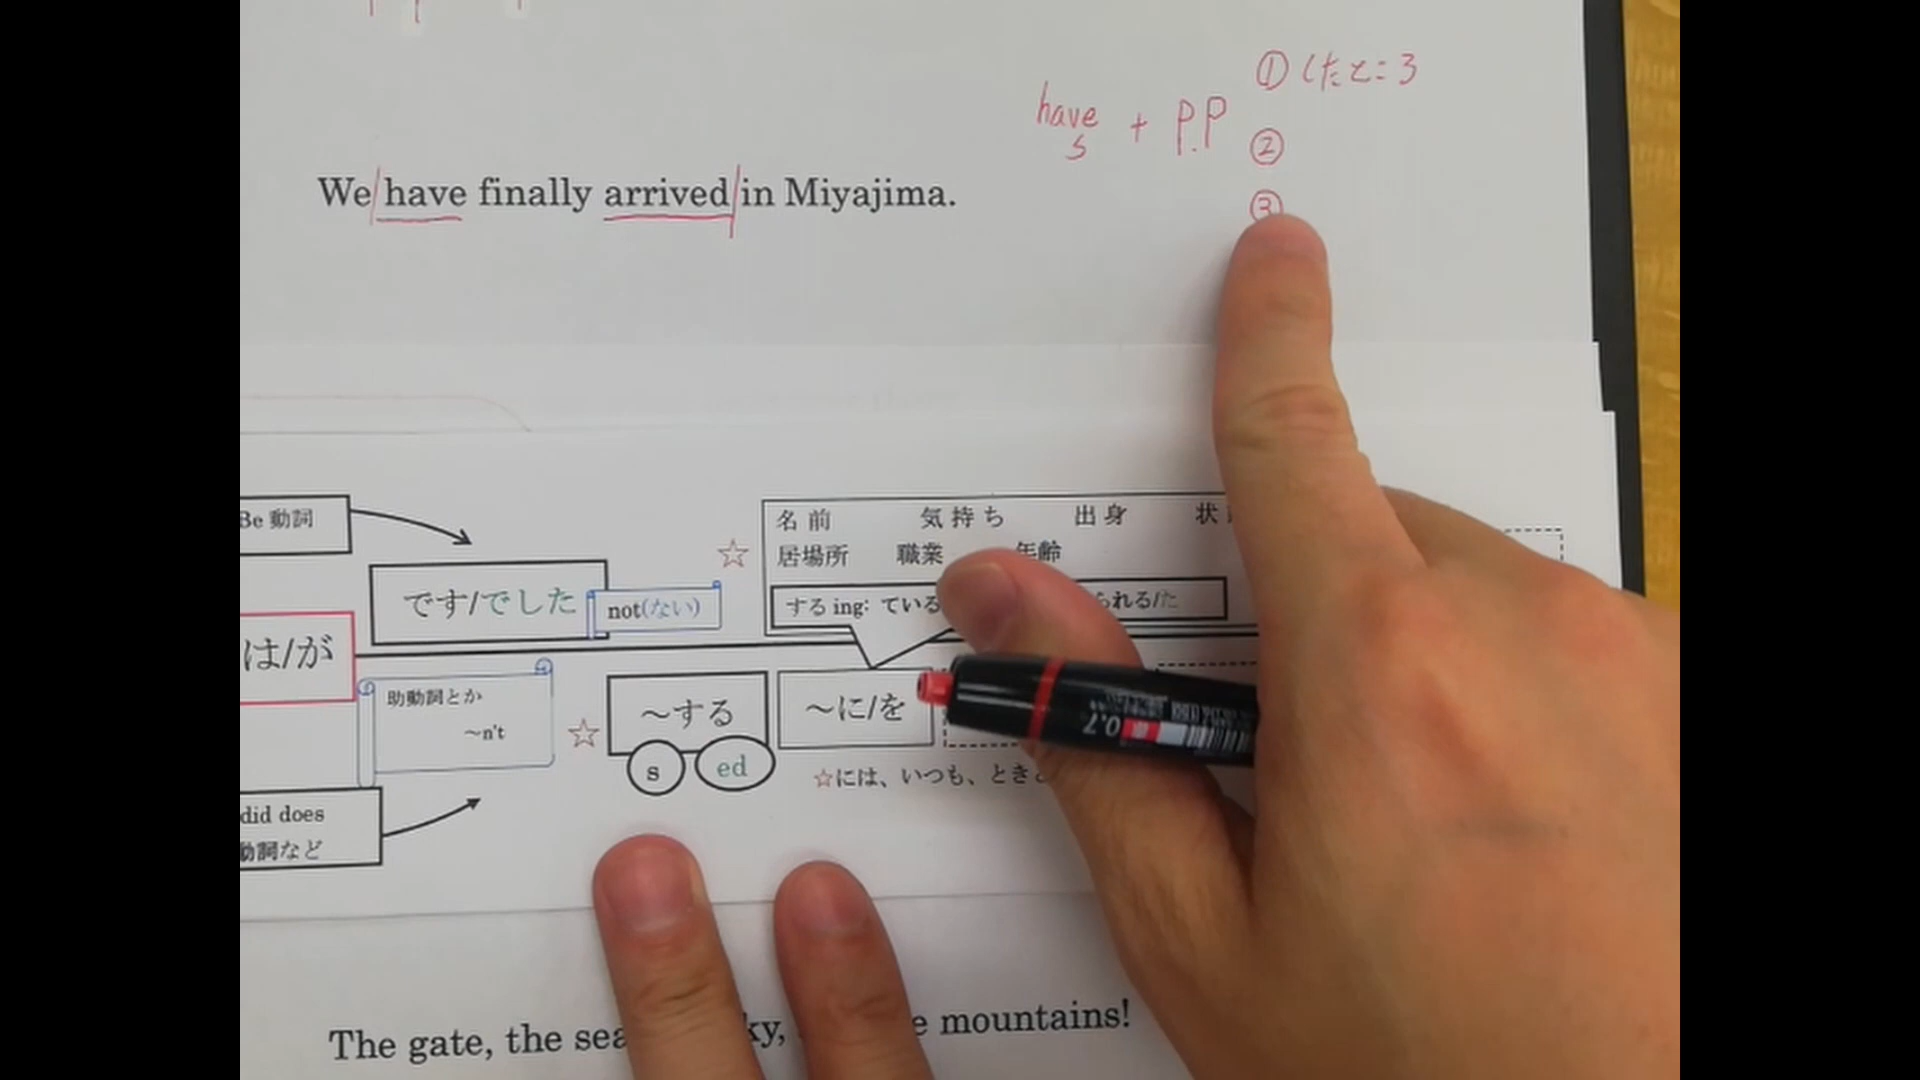 ① したところ
have + P.P
s
②
③
We have finally arrived in Miyajima.
Be 動詞
名前 気持ち 出身
居場所 職業 年齢
です/でした
not(ない)
する ing: ている
られる/た
は/が
助動詞とか
~n't
~する
~に/を
s
ed
0.7
☆には、いつも、とき
did does
動詞など
The gate, the sea mountains!